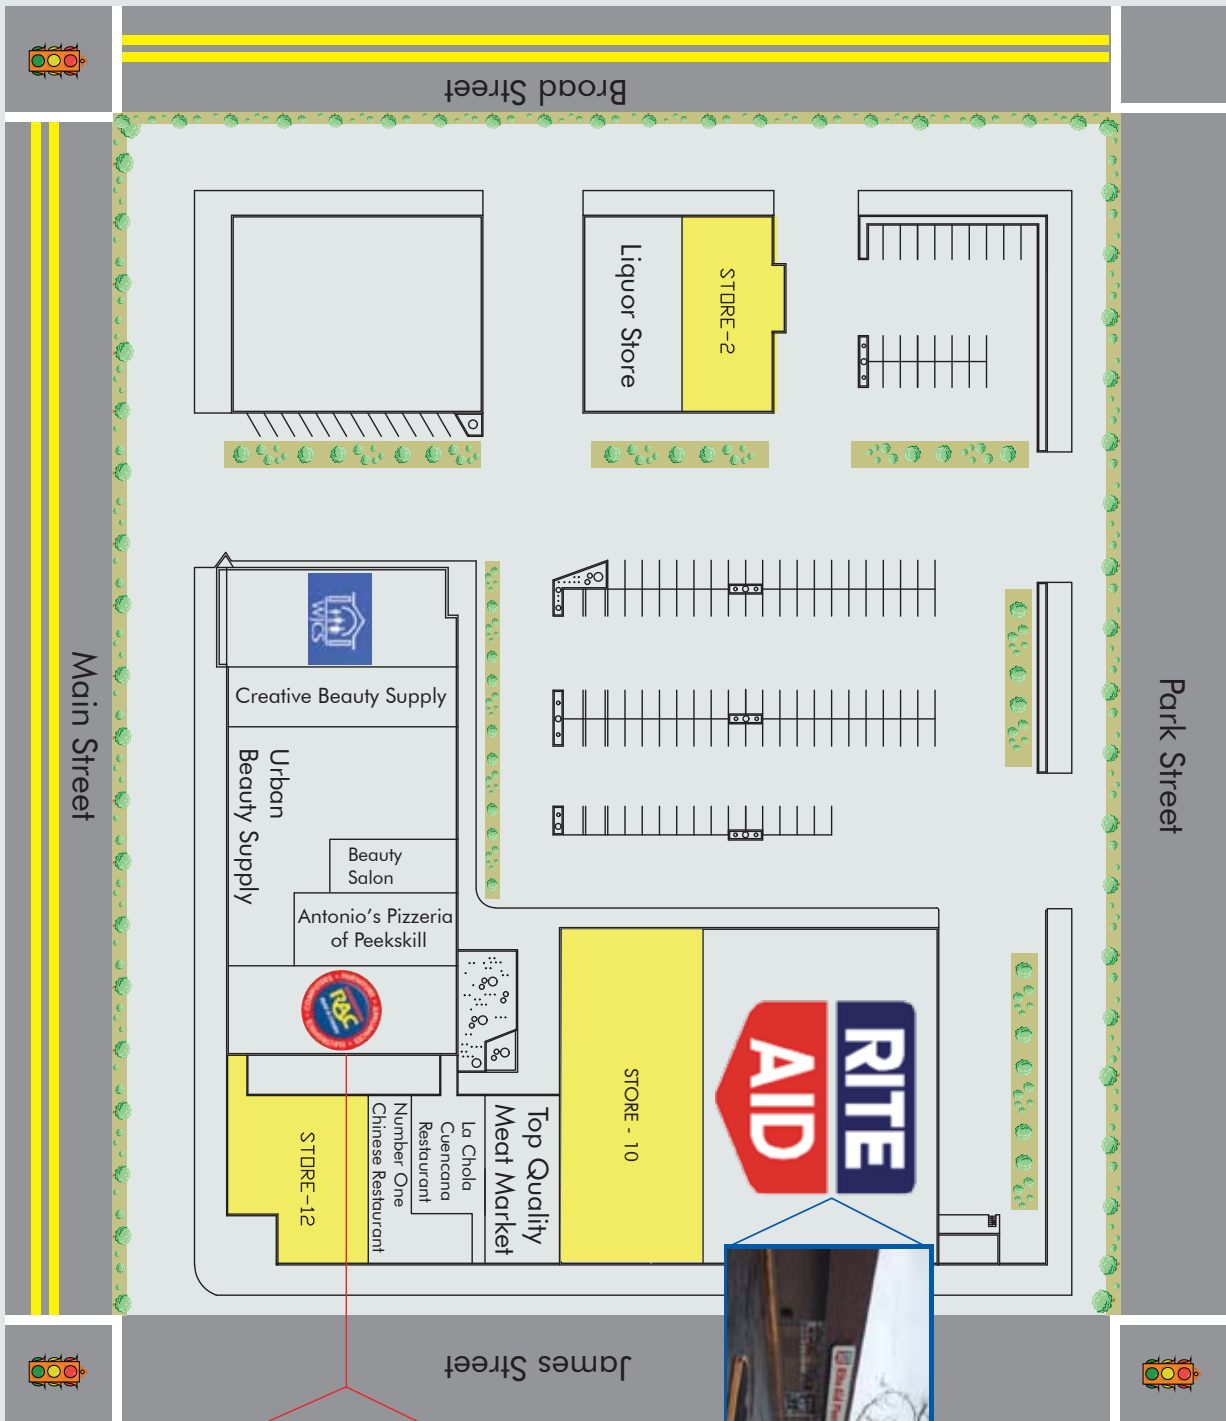 Broad Street
Liquor Store
STORE-2
WJCS
Creative Beauty Supply
Urban
Beauty Supply
Beauty
Salon
Antonio's Pizzeria
of Peekskill
RAC
Main Street
Park Street
STORE - 10
RITE
AID
Top Quality
Meat Market
La Chola
Cuencana
Restaurant
Number One
Chinese Restaurant
STORE-12
James Street